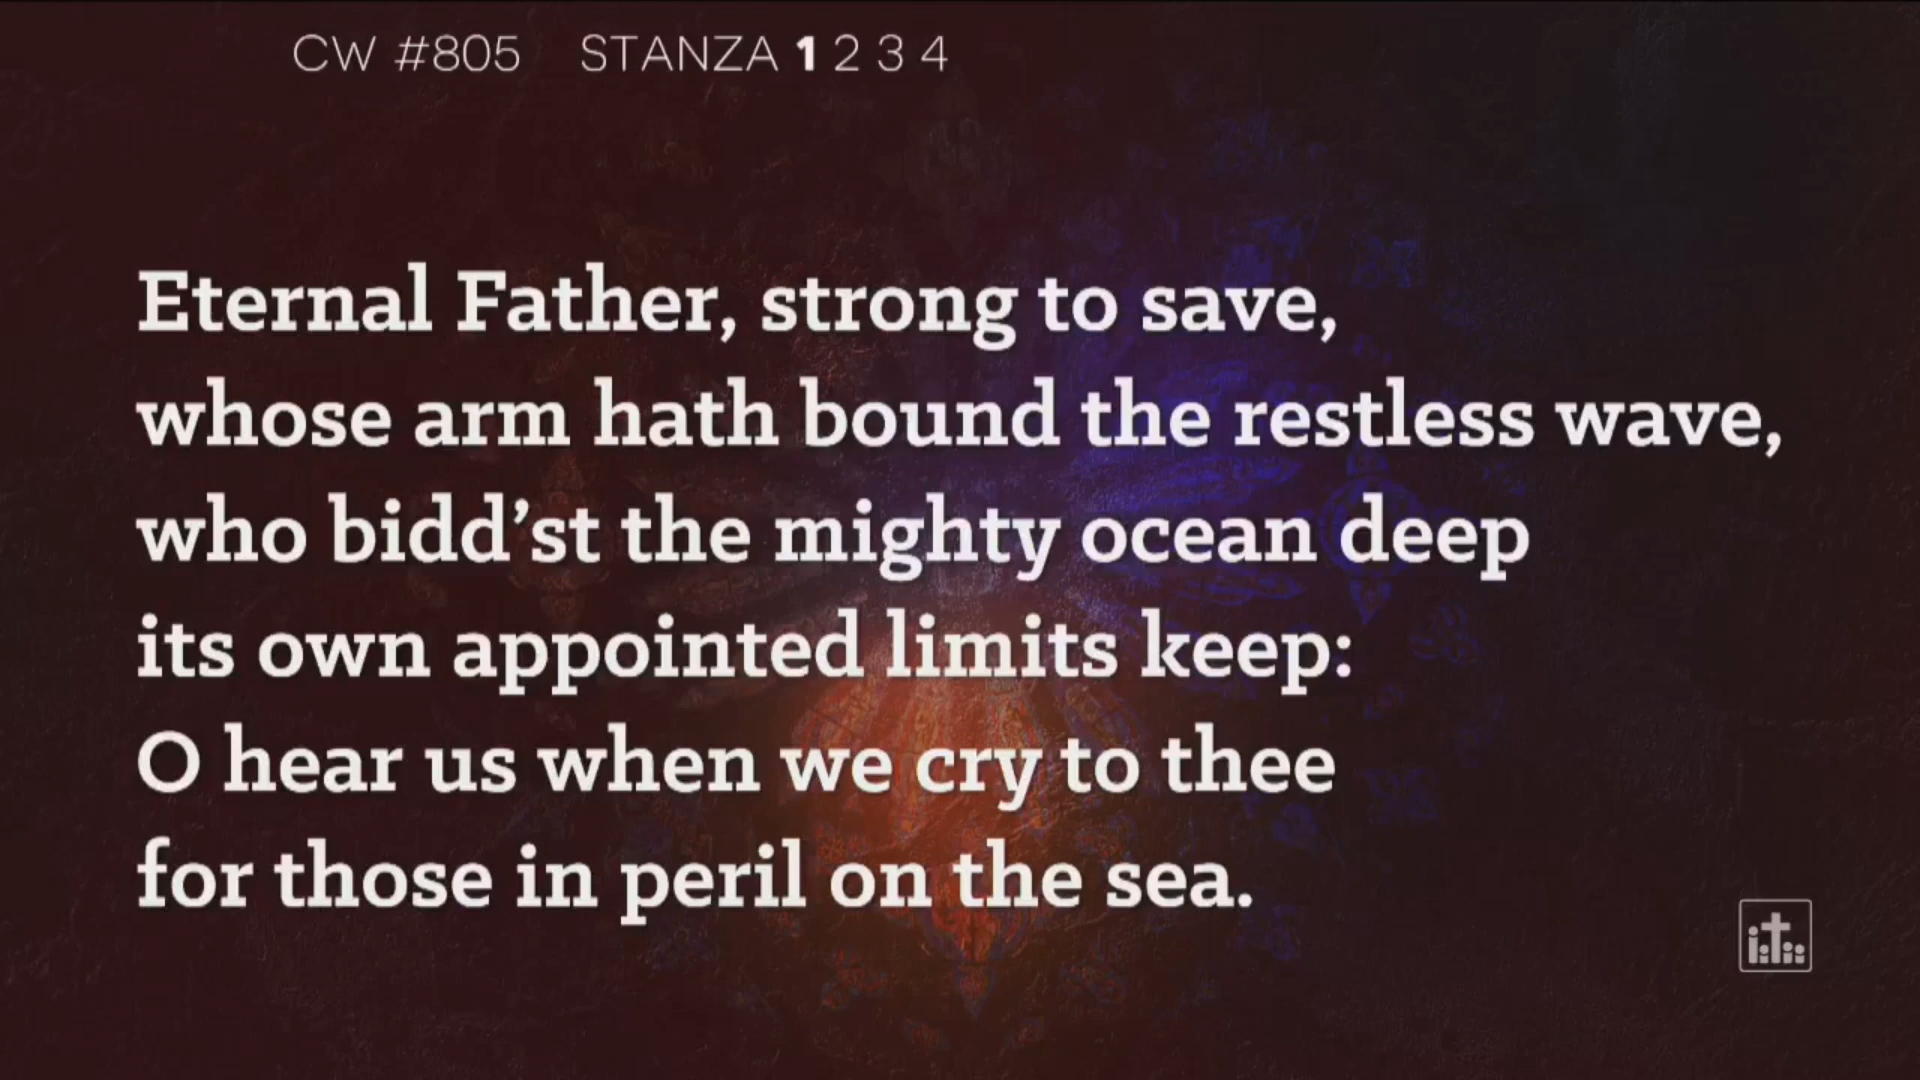 CW #805 STANZA 1 2 3 4
Eternal Father, strong to save,
whose arm hath bound the restless wave,
who bidd’st the mighty ocean deep
its own appointed limits keep:
O hear us when we cry to thee
for those in peril on the sea.